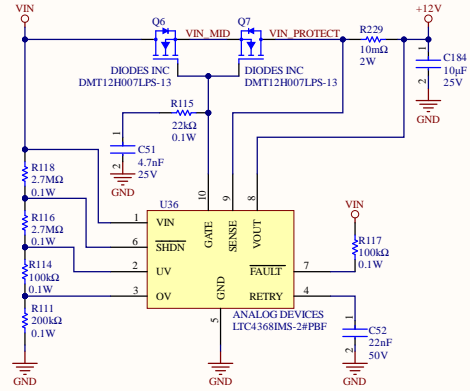 VIN
Q6
Q7
+12V
VIN_MID
VIN_PROTECT
R229
10mΩ
2W
C184
10µF
25V
GND
DIODES INC
DMT12H007LPS-13
DIODES INC
DMT12H007LPS-13
R115
22kΩ
0.1W
1
2
C51
4.7nF
25V
GND
1
2
R118
2.7MΩ
0.1W
R116
2.7MΩ
0.1W
R114
100kΩ
0.1W
R111
200kΩ
0.1W
GND
U36
10
9
8
GATE
SENSE
VOUT
1
VIN
6
SHDN
2
UV
3
OV
FAULT
7
RETRY
4
GND
5
GND
ANALOG DEVICES
LTC4368IMS-2#PBF
VIN
R117
100kΩ
0.1W
1
2
C52
22nF
50V
GND